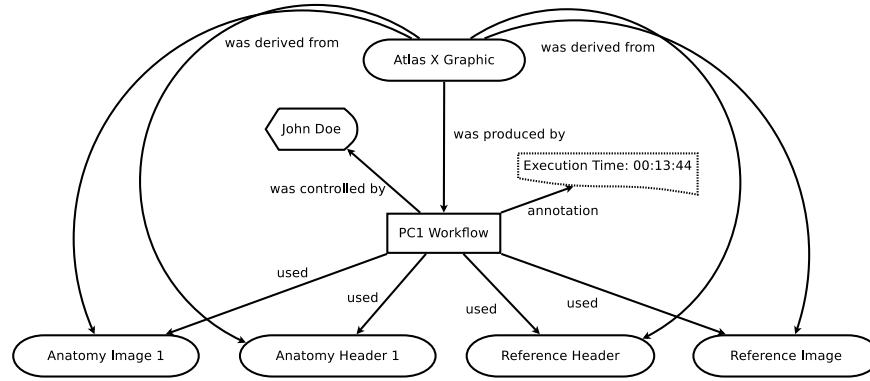 was derived from
was derived from
Atlas X Graphic
John Doe
was produced by
Execution Time: 00:13:44
was controlled by
annotation
PC1 Workflow
used
used
used
used
Anatomy Image 1
Anatomy Header 1
Reference Header
Reference Image